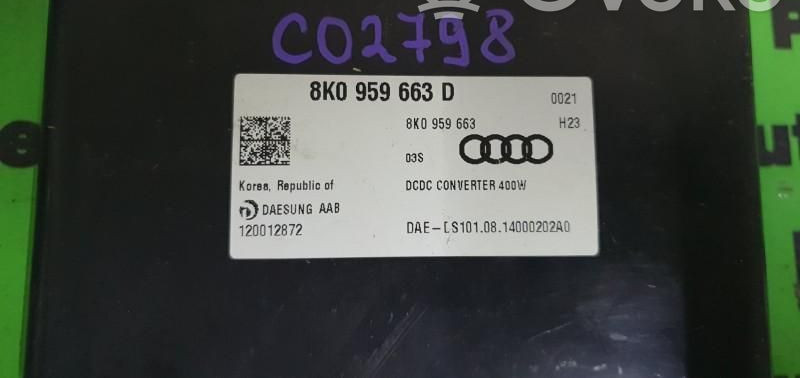 C02798
8K0 959 663 D
0021
8K0 959 663
H23
03S
Korea, Republic of
DCDC CONVERTER 400W
DAESUNG AAB
120012872
DAE-LS101.08.14000202A0